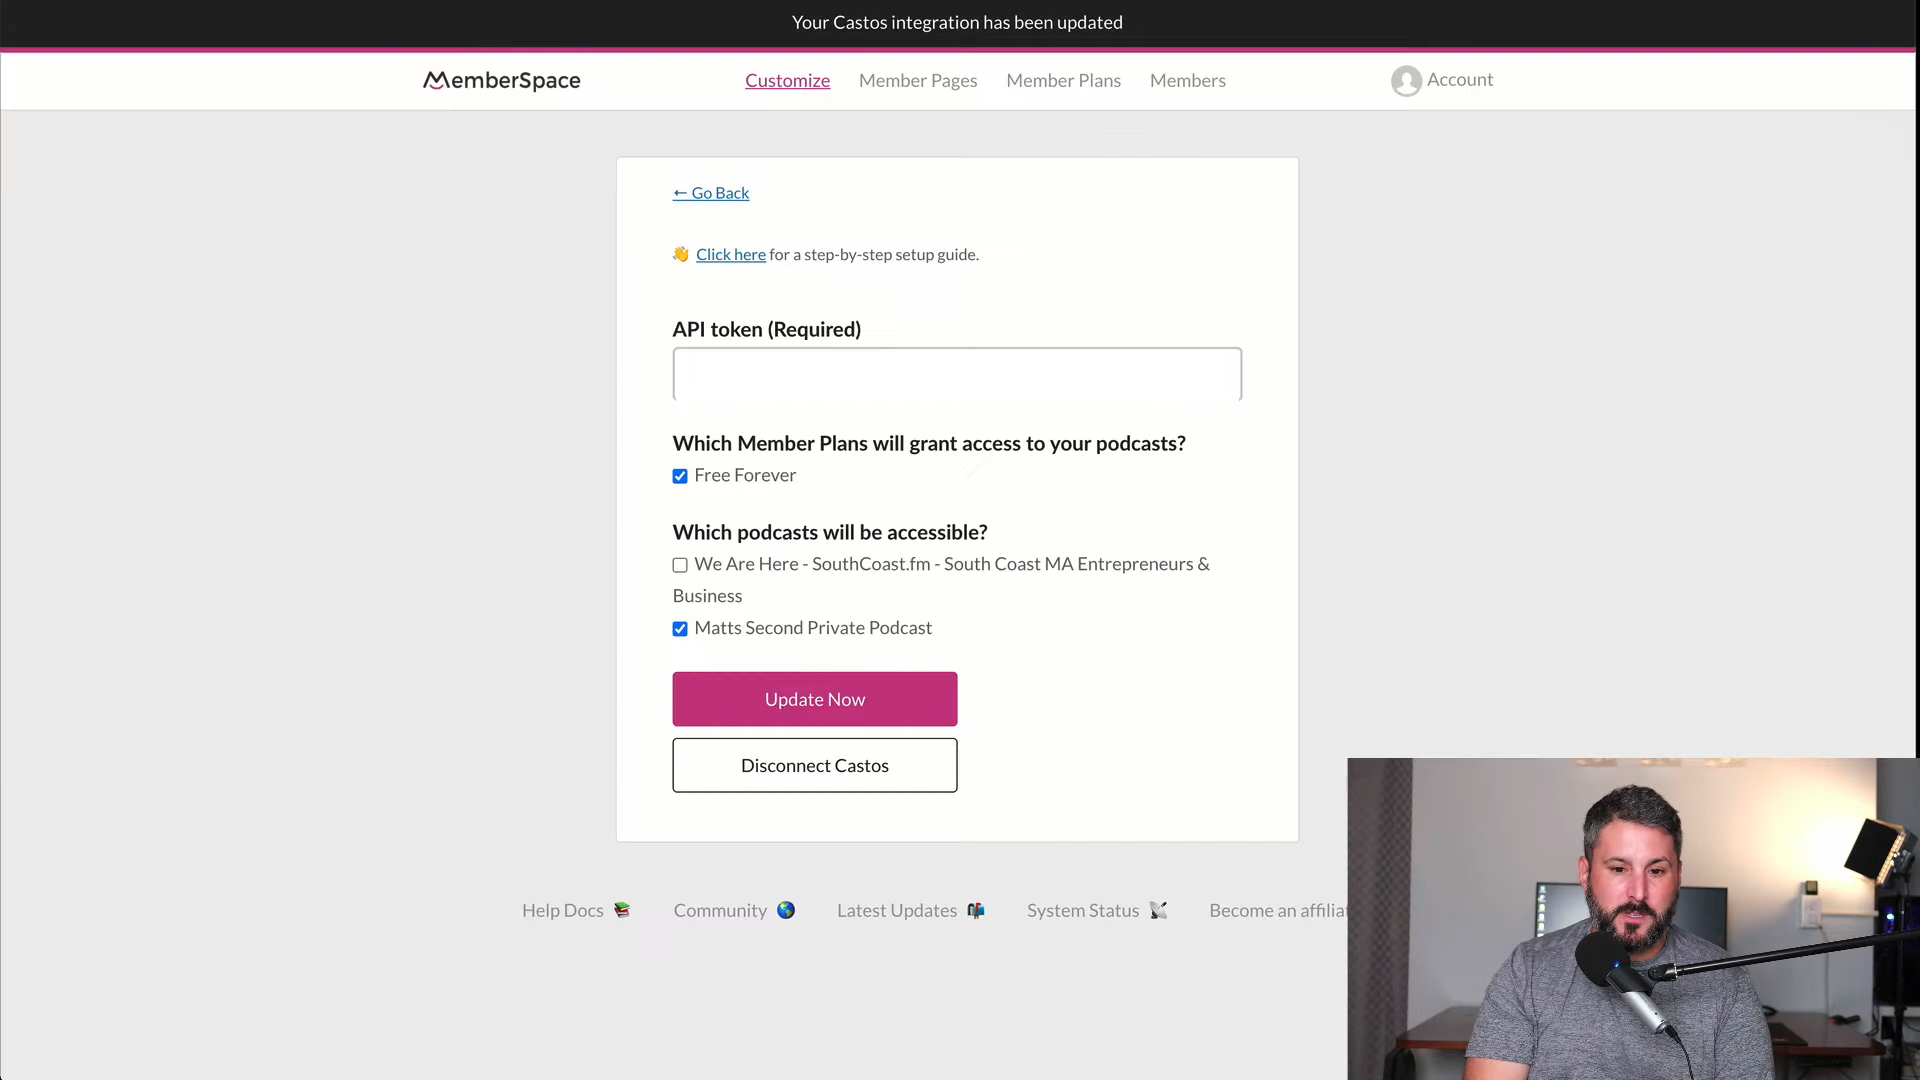 Your Castos integration has been updated
MemberSpace
Customize
Member Pages
Member Plans
Members
Account
← Go Back
Click here for a step-by-step setup guide.
API token (Required)
Which Member Plans will grant access to your podcasts?
Free Forever
Which podcasts will be accessible?
We Are Here - SouthCoast.fm - South Coast MA Entrepreneurs &
Business
Matts Second Private Podcast
Update Now
Disconnect Castos
Help Docs
Community
Latest Updates
System Status
Become an